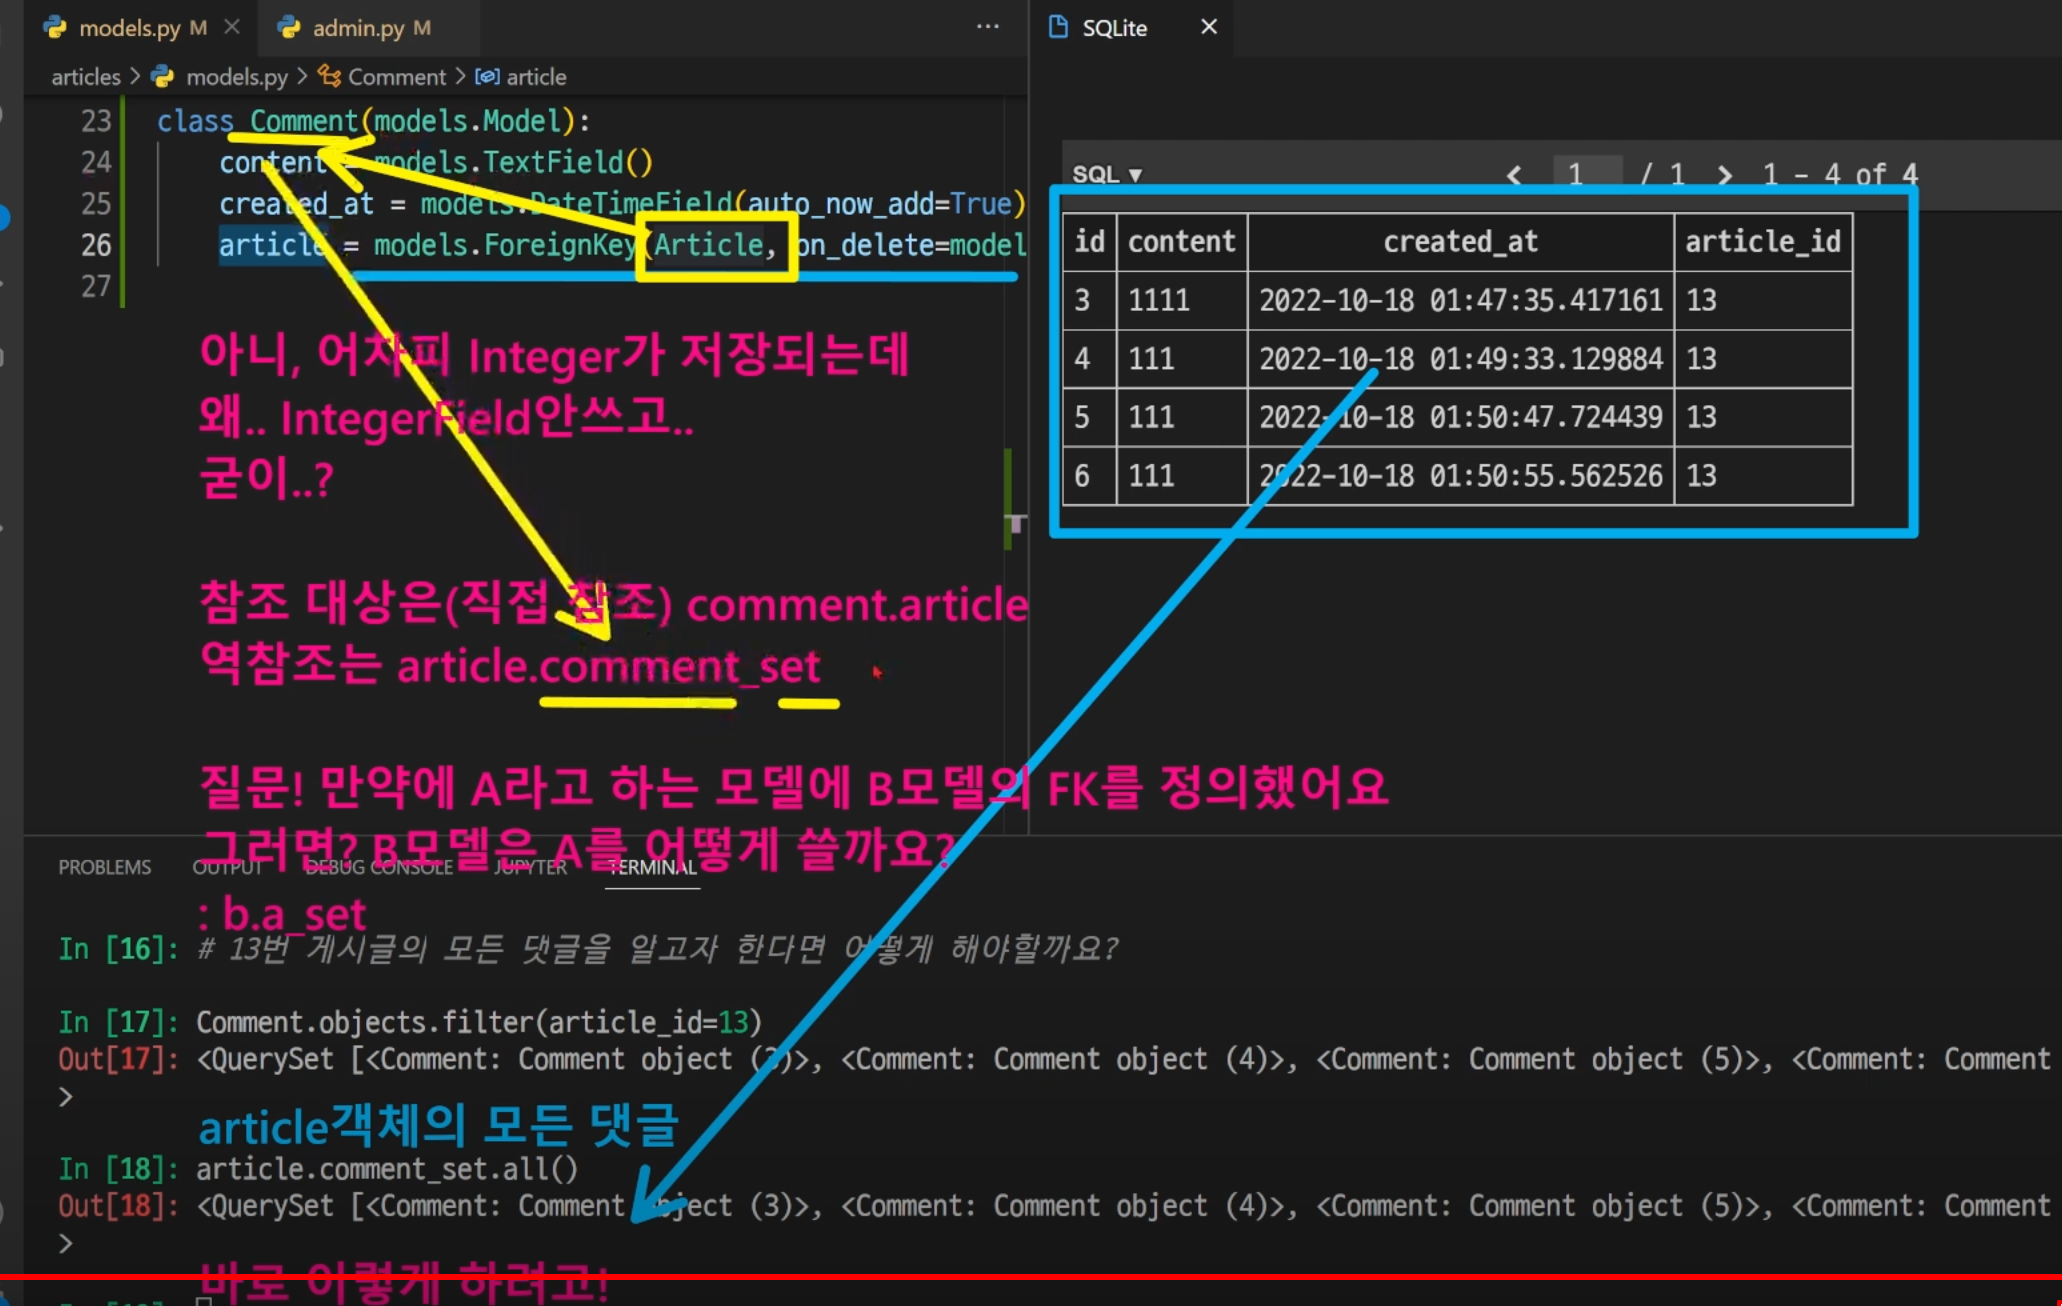 models.py M
admin.py M
SQLite
articles > models.py > Comment > article
23 class Comment(models.Model):
24 content = models.TextField()
25 created_at = models.DateTimeField(auto_now_add=True)
26 article = models.ForeignKey(Article, on_delete=model
27
SQL ▼
< 1 / 1 > 1 - 4 of 4
id content created_at article_id
3 1111 2022-10-18 01:47:35.417161 13
4 111 2022-10-18 01:49:33.129884 13
5 111 2022-10-18 01:50:47.724439 13
6 111 2022-10-18 01:50:55.562526 13
아니, 어차피 Integer가 저장되는데
왜.. IntegerField안쓰고..
굳이..?
참조 대상은(직접 참조) comment.article
역참조는 article.comment_set
질문! 만약에 A라고 하는 모델에 B모델의 FK를 정의했어요
그러면? B모델은 A를 어떻게 쓸까요?
: b.a_set
PROBLEMS OUTPUT DEBUG CONSOLE JUPYTER TERMINAL
In [16]: # 13번 게시글의 모든 댓글을 알고자 한다면 어떻게 해야할까요?
In [17]: Comment.objects.filter(article_id=13)
Out[17]: <QuerySet [<Comment: Comment object (3)>, <Comment: Comment object (4)>, <Comment: Comment object (5)>, <Comment: Comment
>
article객체의 모든 댓글
In [18]: article.comment_set.all()
Out[18]: <QuerySet [<Comment: Comment object (3)>, <Comment: Comment object (4)>, <Comment: Comment object (5)>, <Comment: Comment
>
바로 이렇게 하려고!